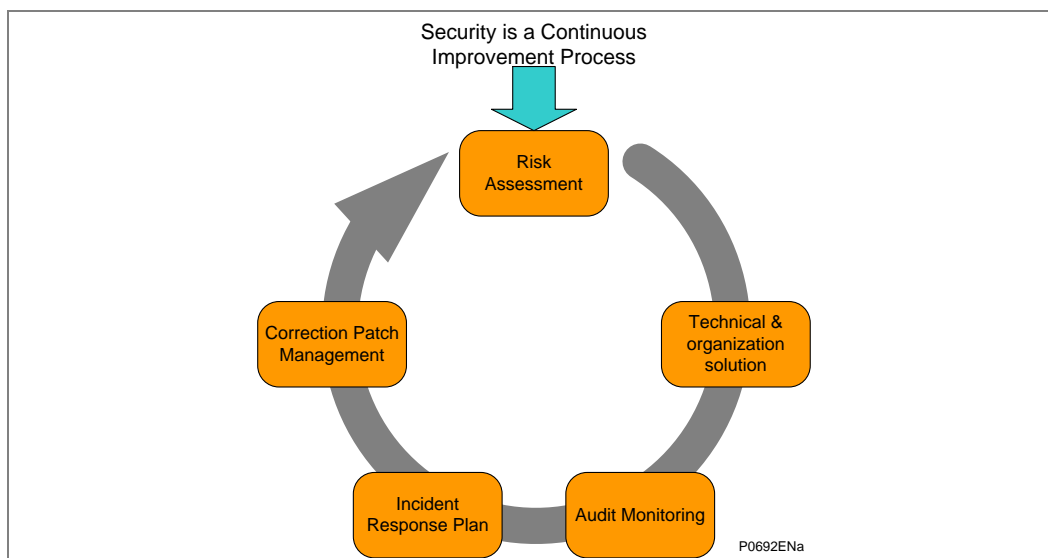 Security is a Continuous
Improvement Process
Risk
Assessment
Technical &
organization
solution
Audit Monitoring
Incident
Response Plan
Correction Patch
Management
P0692ENa